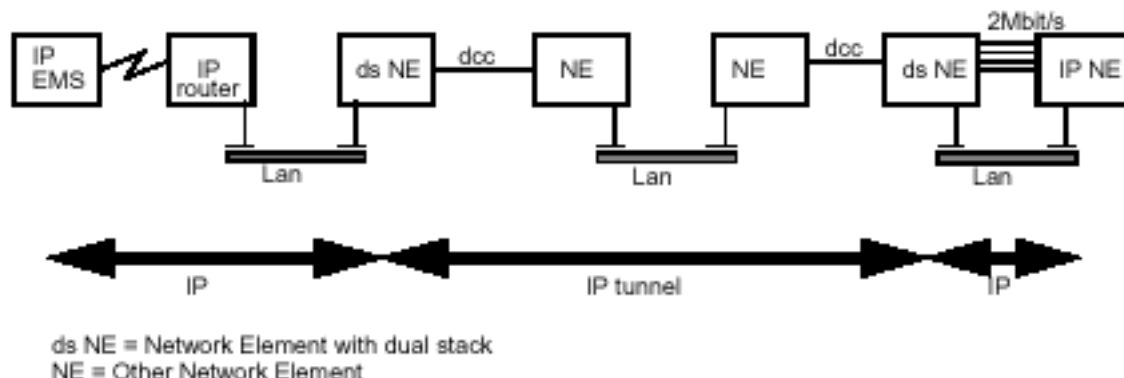 2Mbit/s
IP
EMS
IP
router
ds NE
dcc
NE
NE
dcc
ds NE
IP NE
Lan
Lan
Lan
IP
IP tunnel
IP
ds NE = Network Element with dual stack
NE = Other Network Element